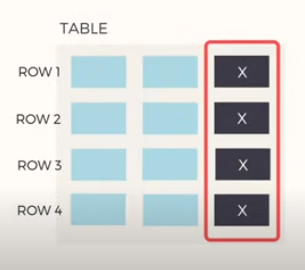 TABLE
ROW 1 X
ROW 2 X
ROW 3 X
ROW 4 X